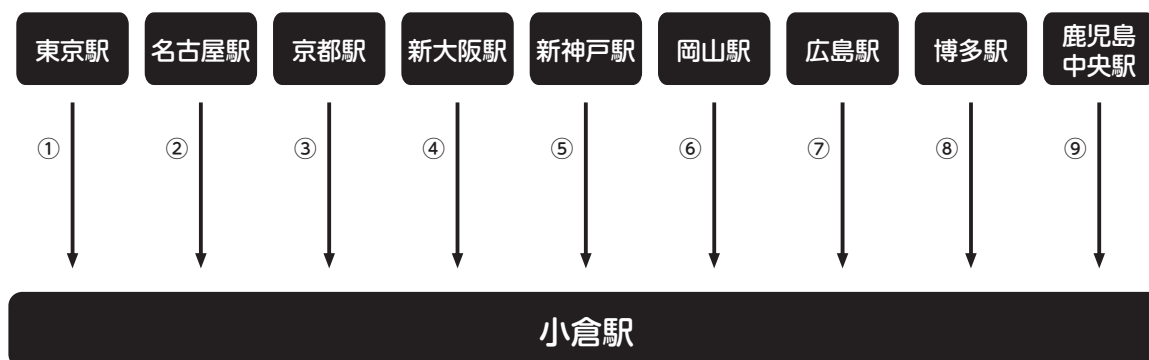 東京駅
名古屋駅
京都駅
新大阪駅
新神戸駅
岡山駅
広島駅
博多駅
鹿児島
中央駅
①
②
③
④
⑤
⑥
⑦
⑧
⑨
小倉駅